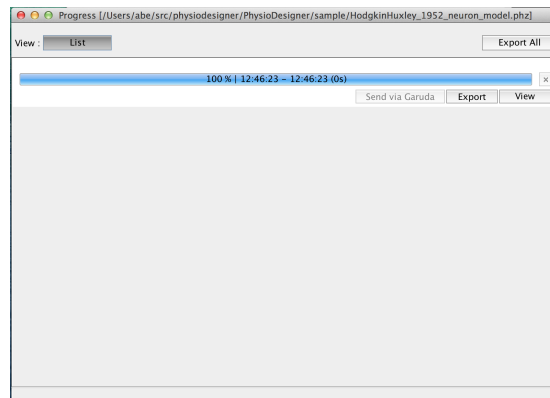 Progress [/Users/abe/src/physiodesigner/PhysioDesigner/sample/HodgkinHuxley_1952_neuron_model.phz]
View : List Export All
100 % | 12:46:23 - 12:46:23 (0s) x
Send via Garuda Export View